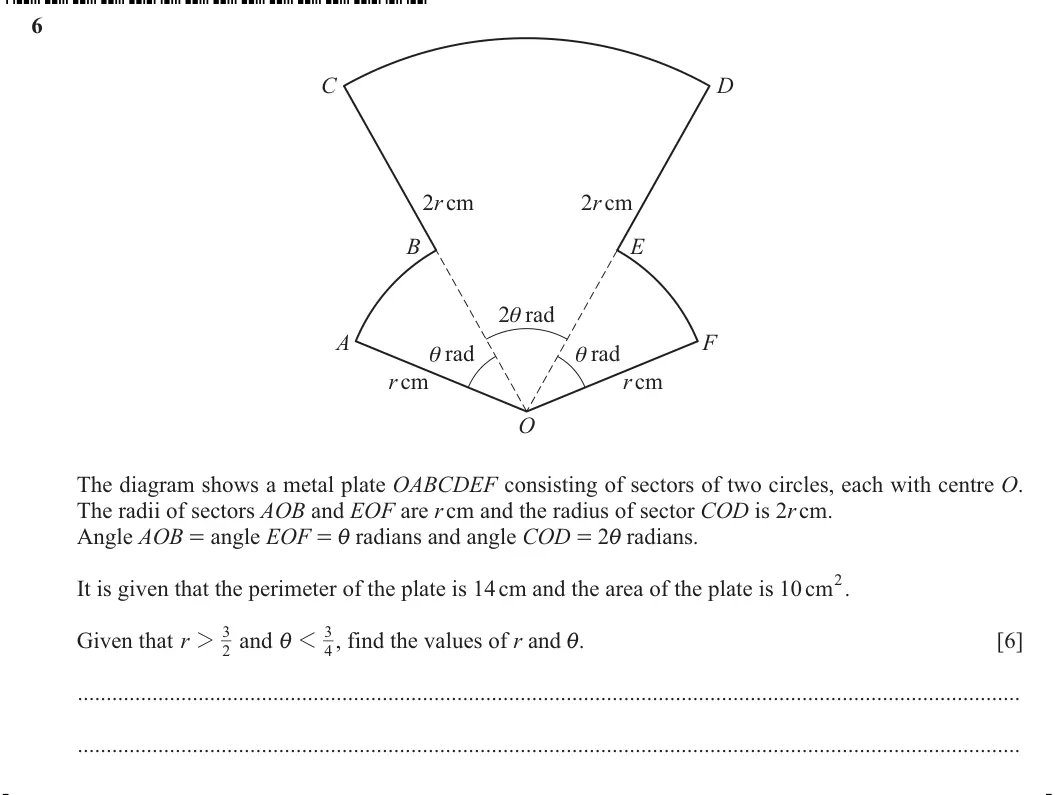 6
C
D
2r cm
2r cm
B
E
2θ rad
A
F
θ rad
θ rad
r cm
r cm
O
The diagram shows a metal plate OABCDEF consisting of sectors of two circles, each with centre O.
The radii of sectors AOB and EOF are r cm and the radius of sector COD is 2r cm.
Angle AOB = angle EOF = θ radians and angle COD = 2θ radians.
It is given that the perimeter of the plate is 14 cm and the area of the plate is 10 cm².
Given that r > 3/2 and θ < 3/4, find the values of r and θ. [6]